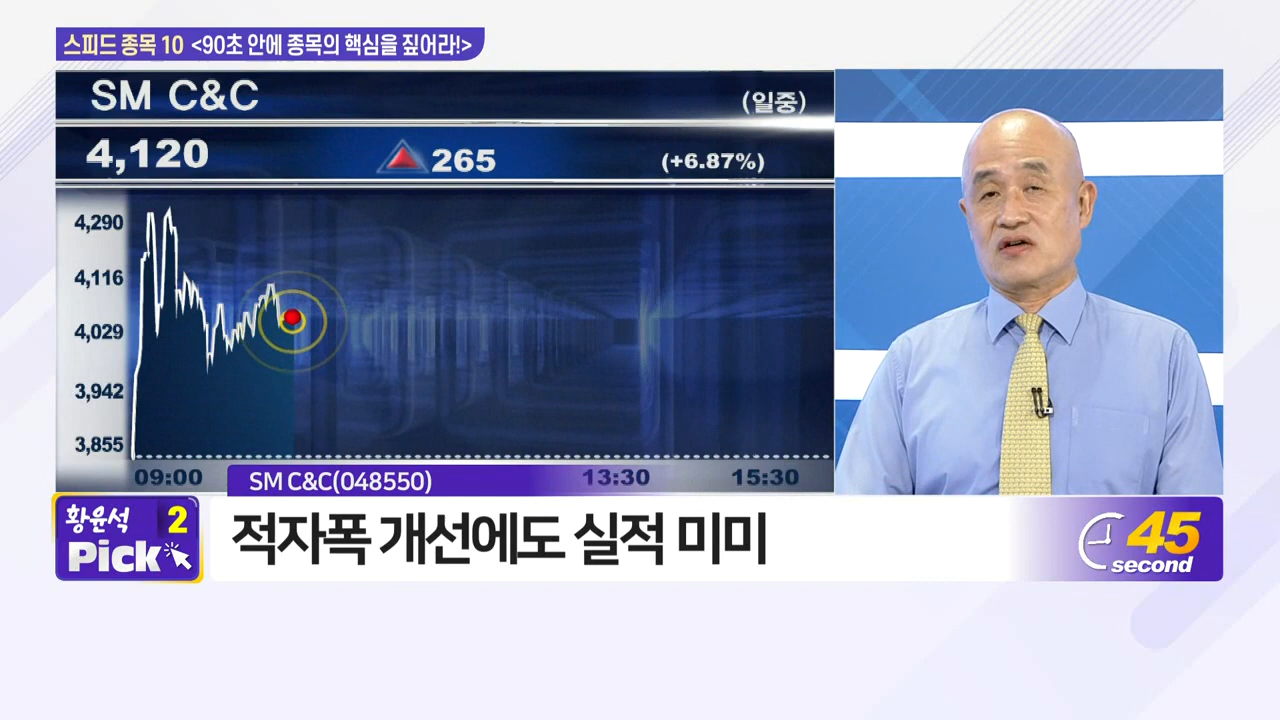 스피드 종목 10 <90초 안에 종목의 핵심을 짚어라!>
SM C&C
(일중)
4,120
265
(+6.87%)
4,290
4,116
4,029
3,942
3,855
09:00
13:30
15:30
SM C&C(048550)
황윤석 2
Pick
적자폭 개선에도 실적 미미
45
second